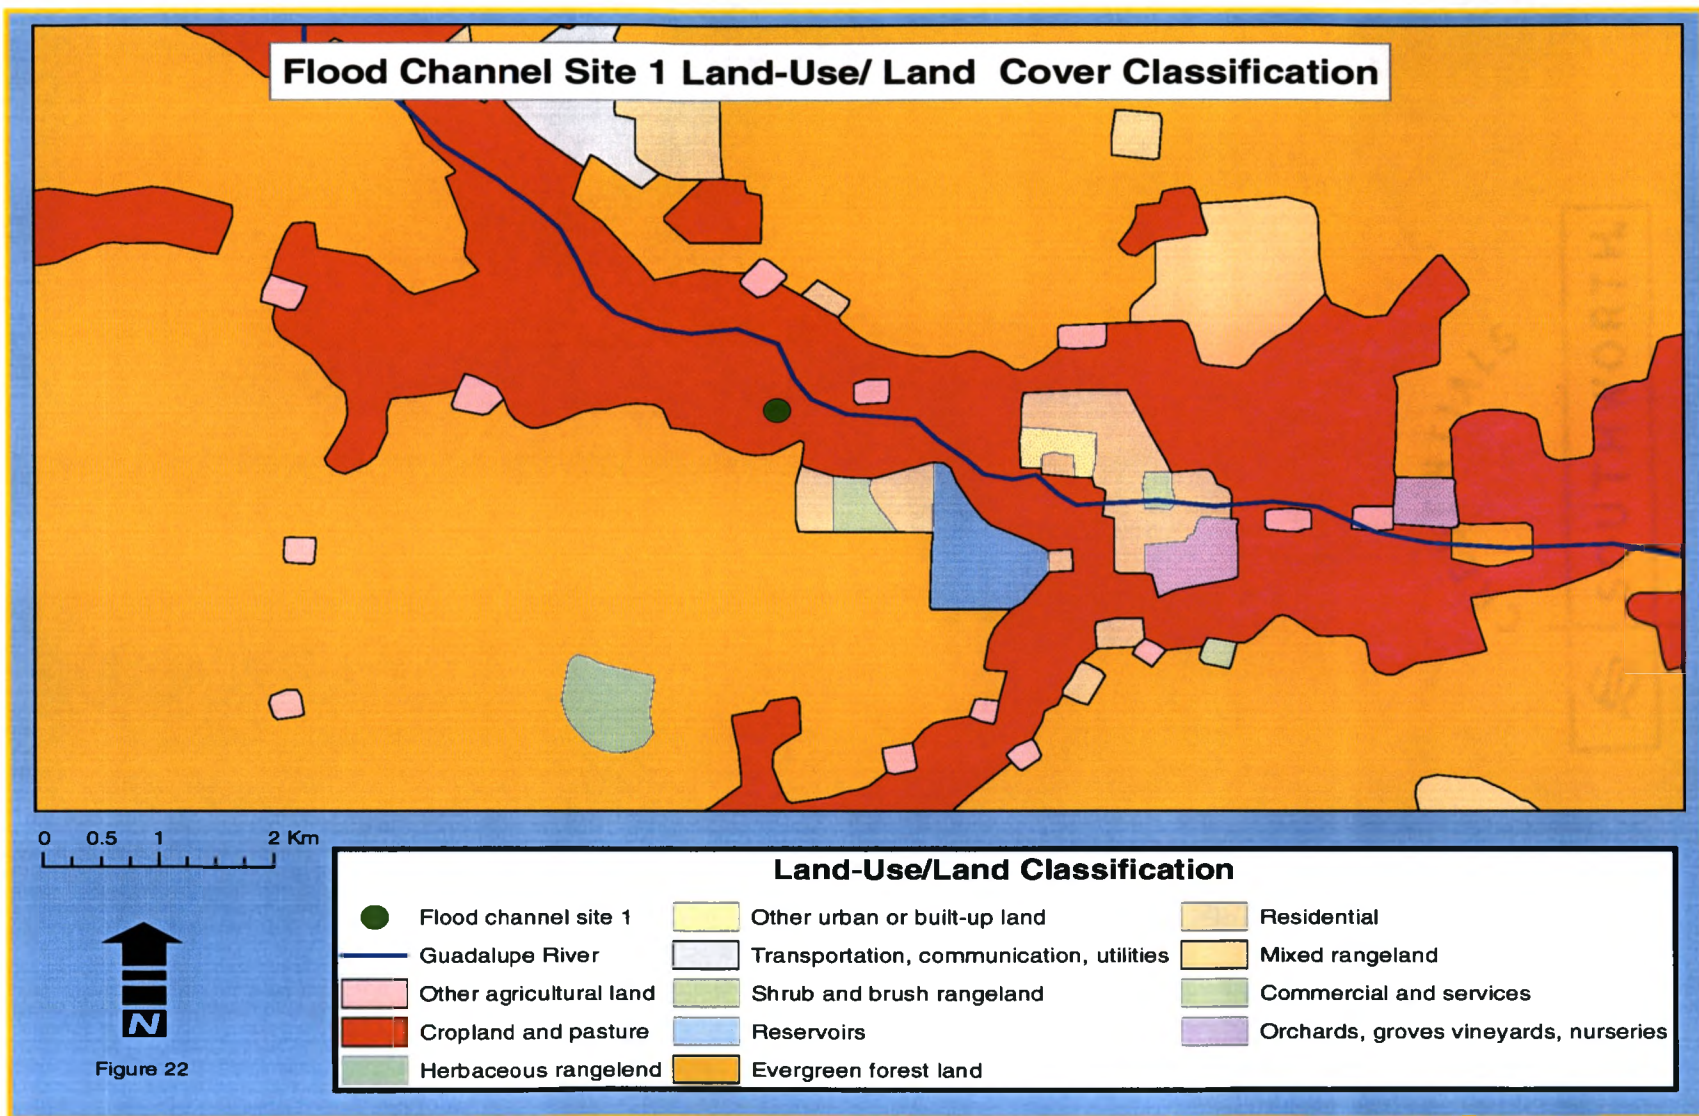 Flood Channel Site 1 Land-Use/ Land Cover Classification
0 0.5 1 2 Km
N
Figure 22
Land-Use/Land Classification
Flood channel site 1
Guadalupe River
Other agricultural land
Cropland and pasture
Herbaceous rangelend
Other urban or built-up land
Transportation, communication, utilities
Shrub and brush rangeland
Reservoirs
Evergreen forest land
Residential
Mixed rangeland
Commercial and services
Orchards, groves vineyards, nurseries